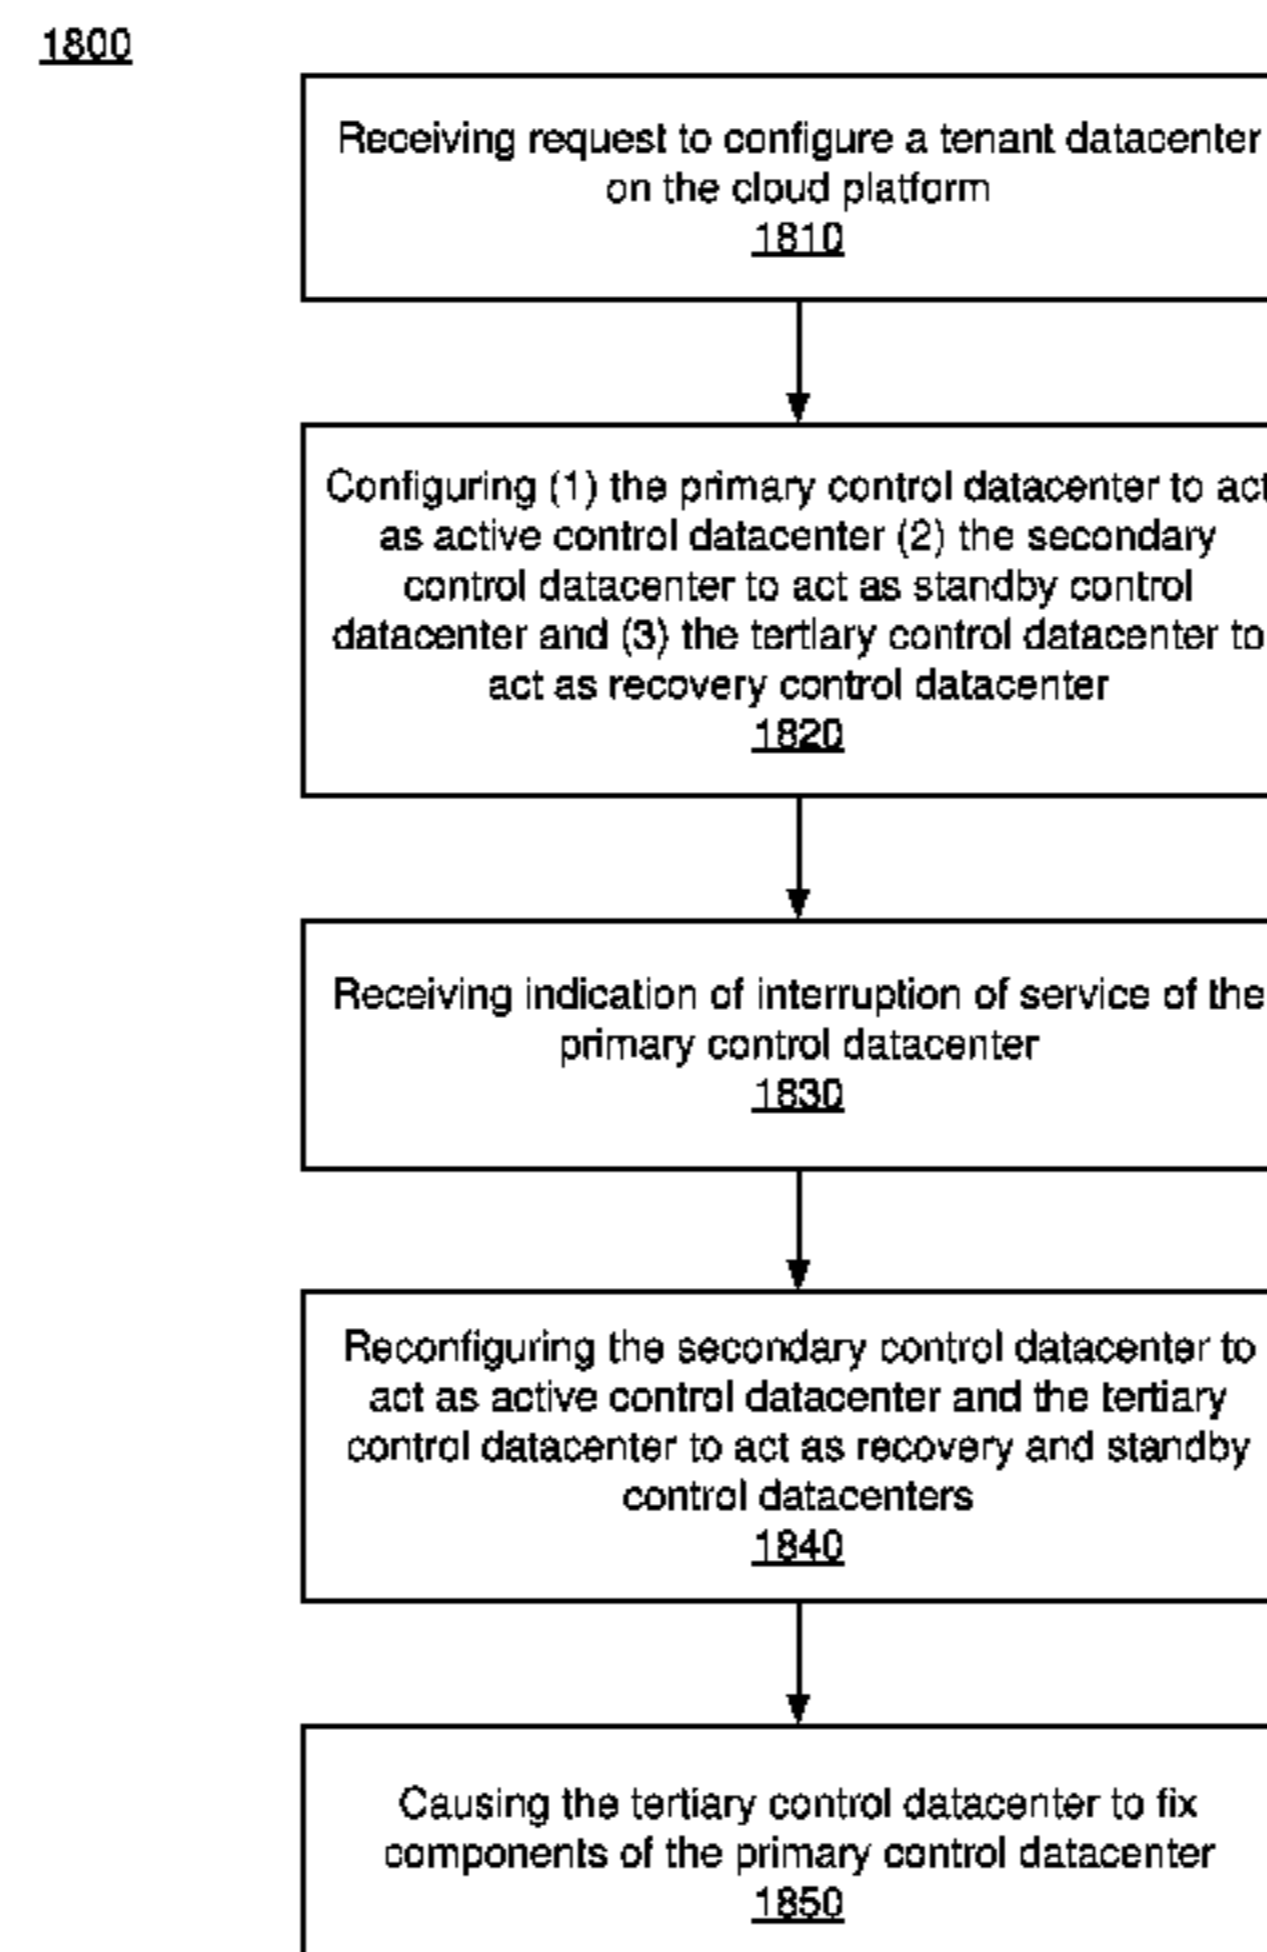 1800
Receiving request to configure a tenant datacenter
on the cloud platform
1810
Configuring (1) the primary control datacenter to act
as active control datacenter (2) the secondary
control datacenter to act as standby control
datacenter and (3) the tertiary control datacenter to
act as recovery control datacenter
1820
Receiving indication of interruption of service of the
primary control datacenter
1830
Reconfiguring the secondary control datacenter to
act as active control datacenter and the tertiary
control datacenter to act as recovery and standby
control datacenters
1840
Causing the tertiary control datacenter to fix
components of the primary control datacenter
1850